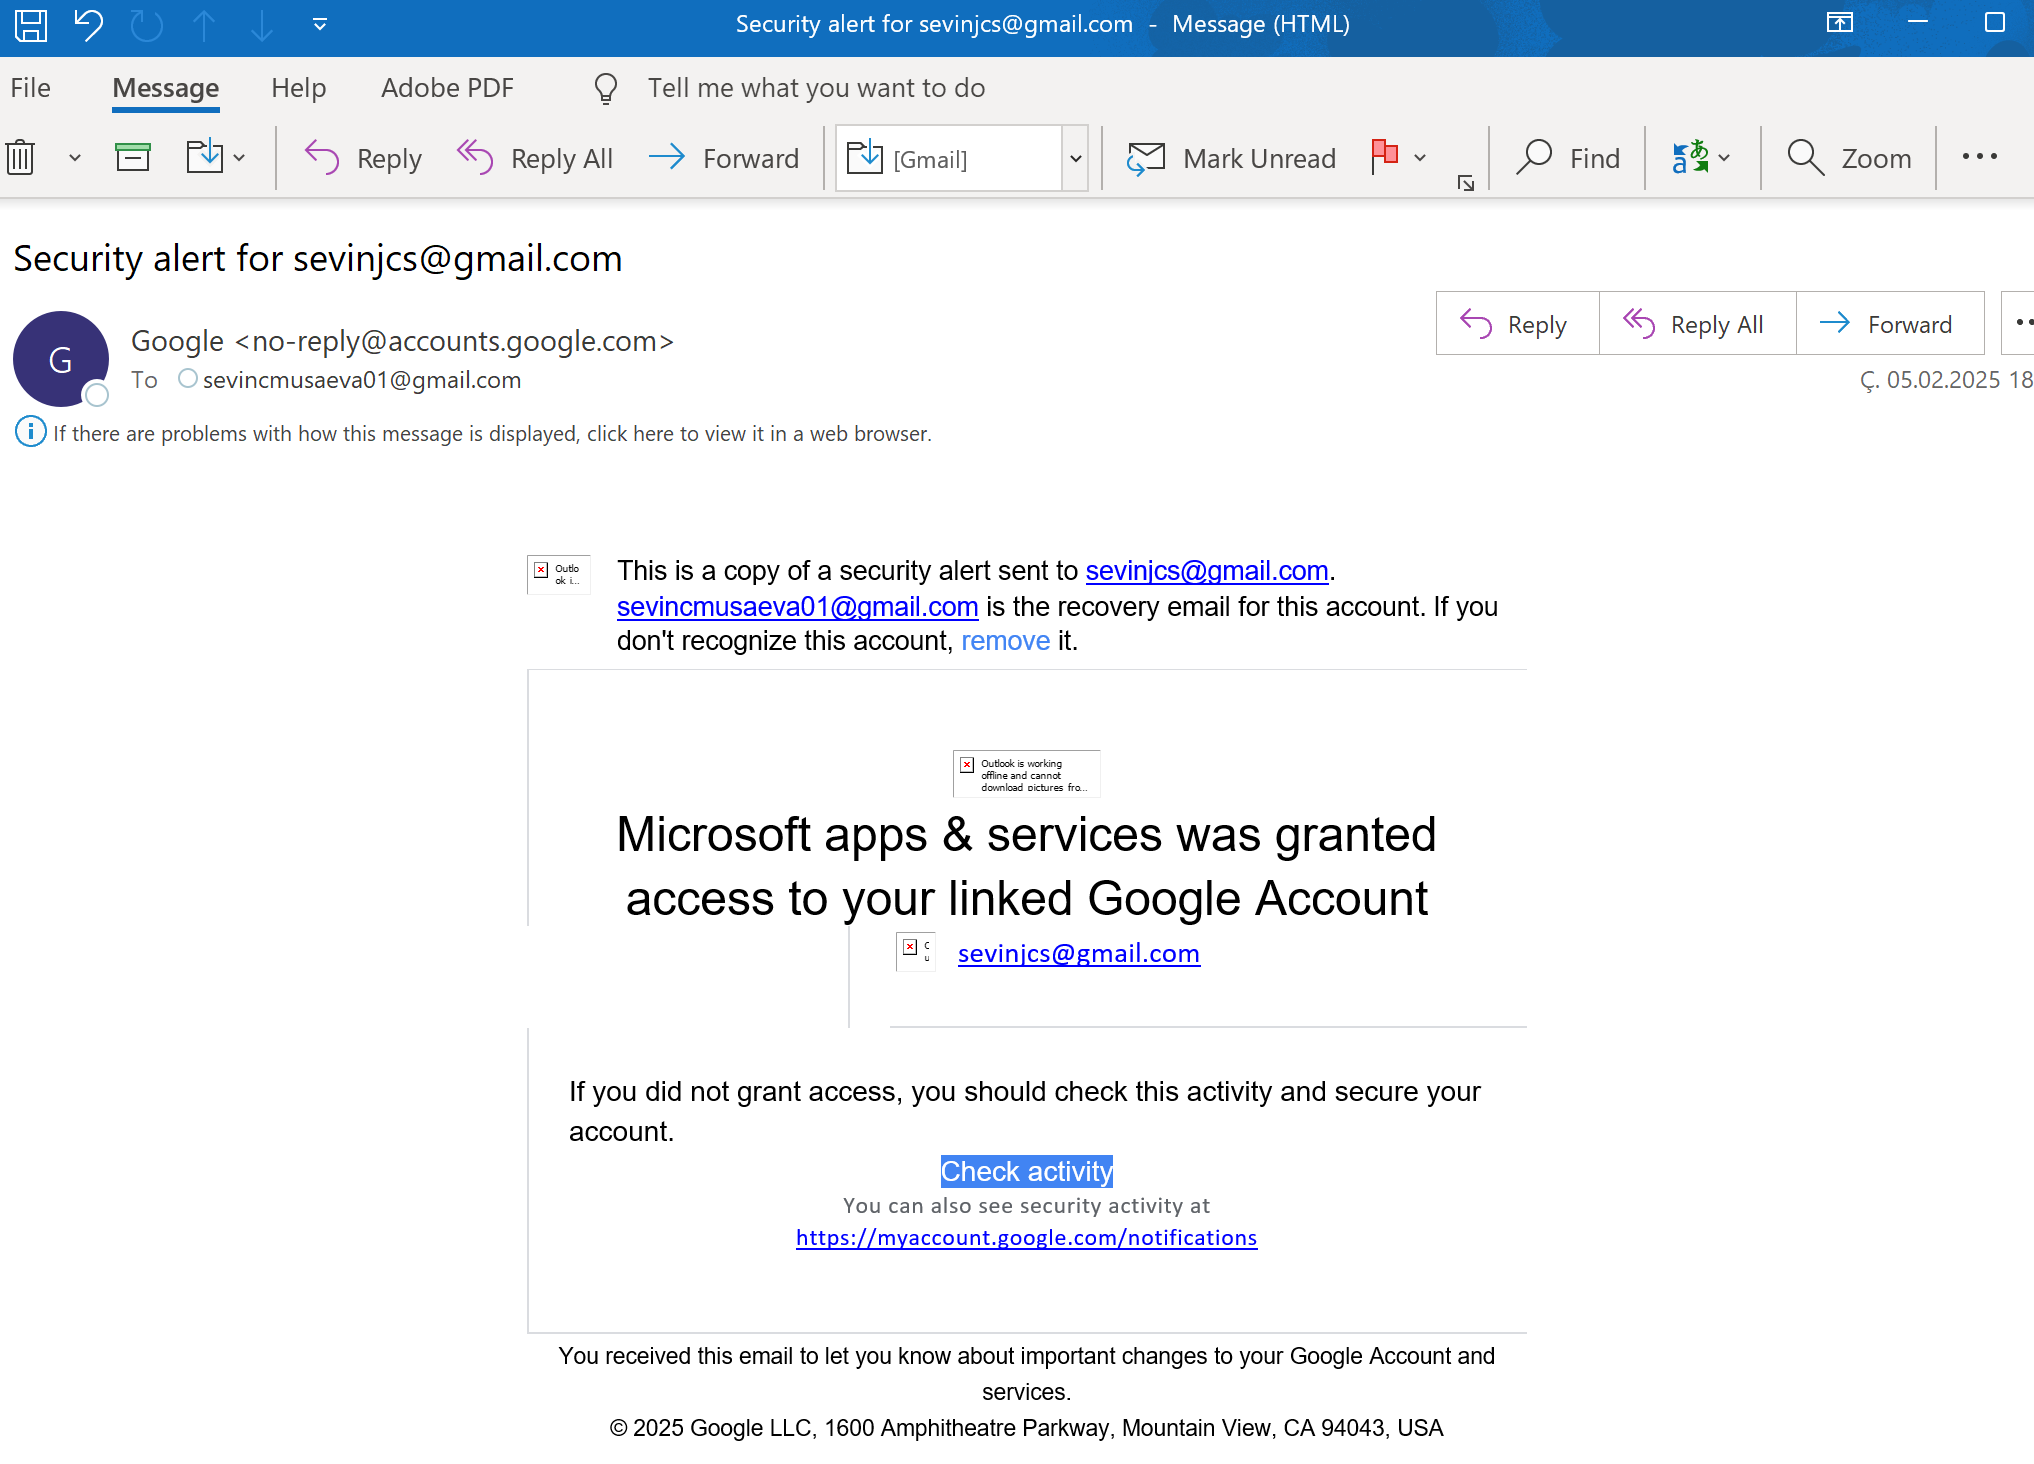 Security alert for sevinjcs@gmail.com - Message (HTML)
File Message Help Adobe PDF Tell me what you want to do
Reply Reply All Forward [Gmail] Mark Unread Find Zoom
Security alert for sevinjcs@gmail.com
G
Google <no-reply@accounts.google.com>
To sevincmusaeva01@gmail.com
Reply Reply All Forward
Ç. 05.02.2025 18
If there are problems with how this message is displayed, click here to view it in a web browser.
Outlo
ok i...
This is a copy of a security alert sent to sevinjcs@gmail.com.
sevincmusaeva01@gmail.com is the recovery email for this account. If you
don't recognize this account, remove it.
Outlook is working
offline and cannot
download pictures fro...
Microsoft apps & services was granted
access to your linked Google Account
sevinjcs@gmail.com
If you did not grant access, you should check this activity and secure your
account.
Check activity
You can also see security activity at
https://myaccount.google.com/notifications
You received this email to let you know about important changes to your Google Account and
services.
© 2025 Google LLC, 1600 Amphitheatre Parkway, Mountain View, CA 94043, USA